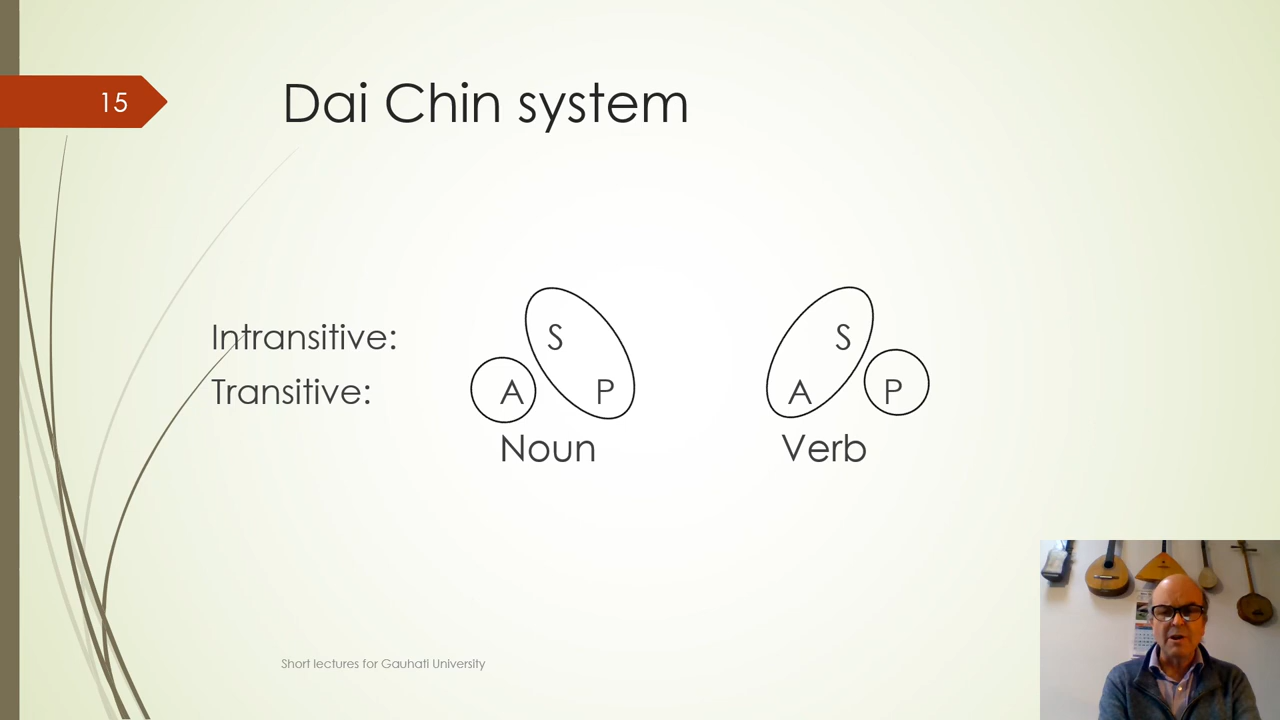 15
Dai Chin system
Intransitive: S S
Transitive: A P A P
Noun Verb
Short lectures for Gauhati University